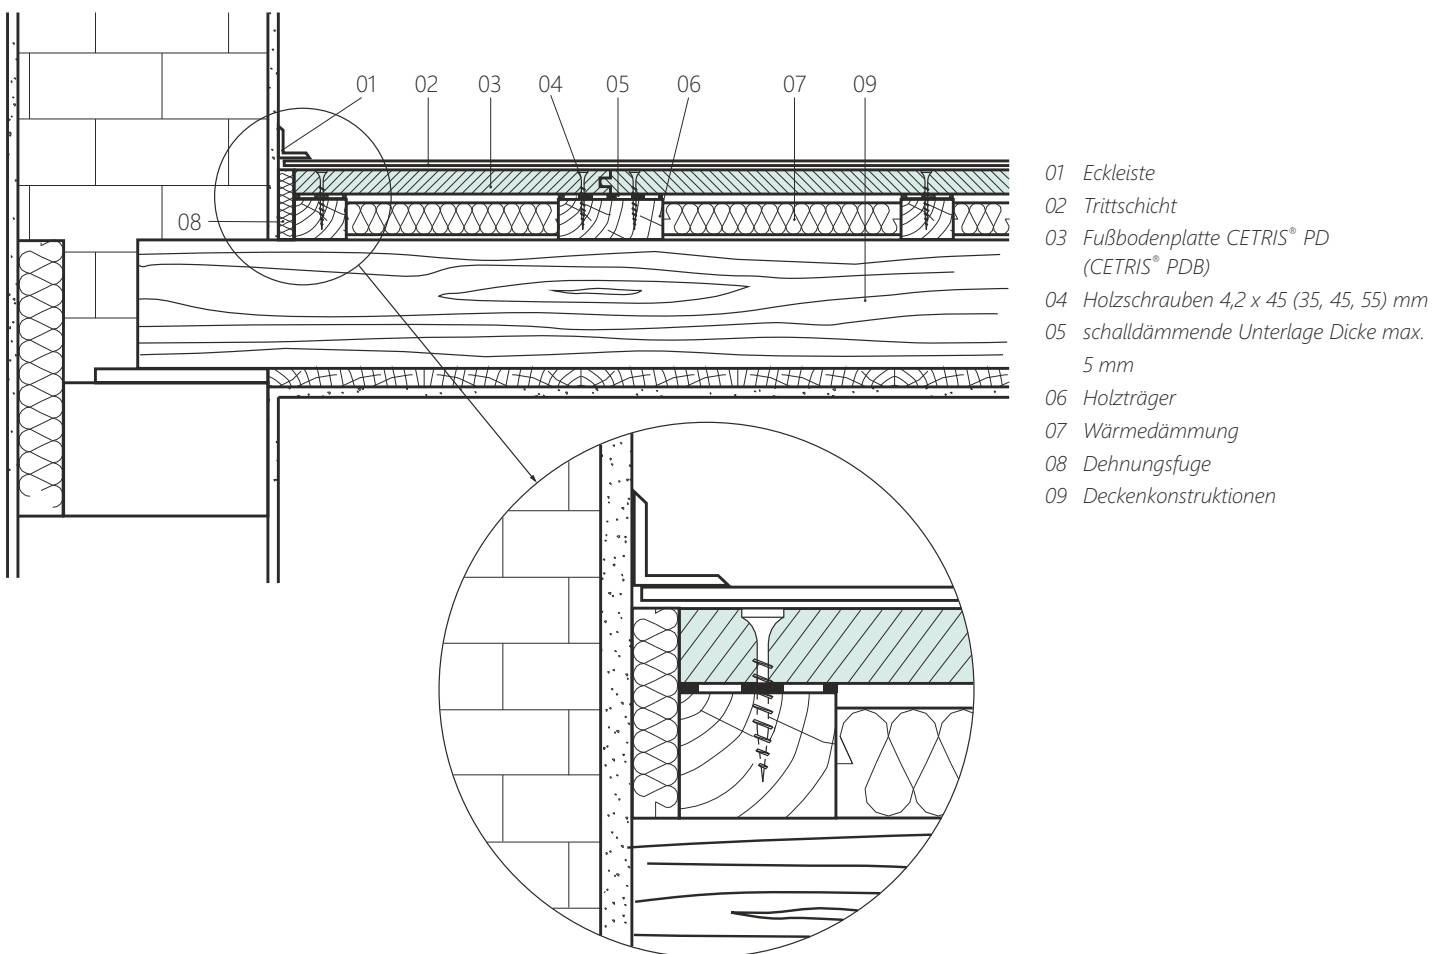 01 02 03 04 05 06 07 09
08
01 Eckleiste
02 Trittschicht
03 Fußbodenplatte CETRIS® PD
(CETRIS® PDB)
04 Holzschrauben 4,2 x 45 (35, 45, 55) mm
05 schalldämmende Unterlage Dicke max.
5 mm
06 Holzträger
07 Wärmedämmung
08 Dehnungsfuge
09 Deckenkonstruktionen